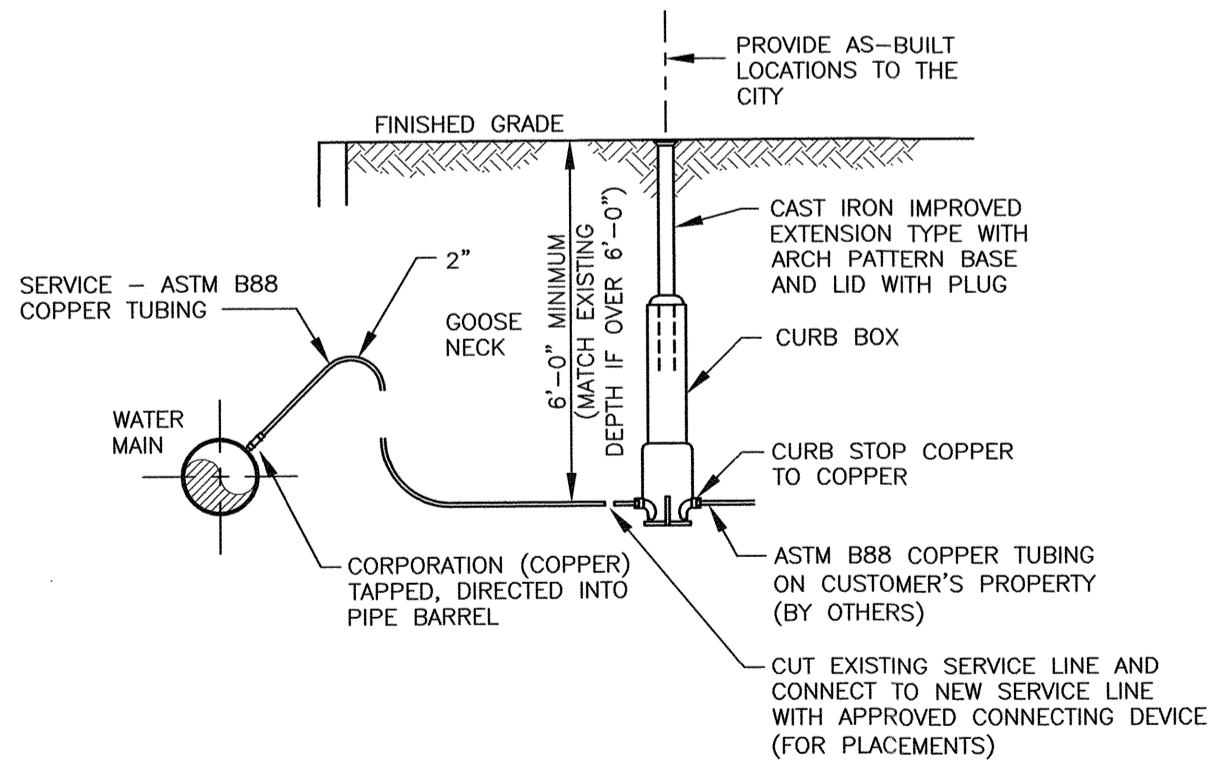 PROVIDE AS-BUILT
LOCATIONS TO THE
CITY
FINISHED GRADE
CAST IRON IMPROVED
EXTENSION TYPE WITH
ARCH PATTERN BASE
AND LID WITH PLUG
6'-0" MINIMUM
(MATCH EXISTING
DEPTH IF OVER 6'-0")
2"
SERVICE - ASTM B88
COPPER TUBING
GOOSE
NECK
CURB BOX
WATER
MAIN
CURB STOP COPPER
TO COPPER
CORPORATION (COPPER)
TAPPED, DIRECTED INTO
PIPE BARREL
ASTM B88 COPPER TUBING
ON CUSTOMER'S PROPERTY
(BY OTHERS)
CUT EXISTING SERVICE LINE AND
CONNECT TO NEW SERVICE LINE
WITH APPROVED CONNECTING DEVICE
(FOR PLACEMENTS)